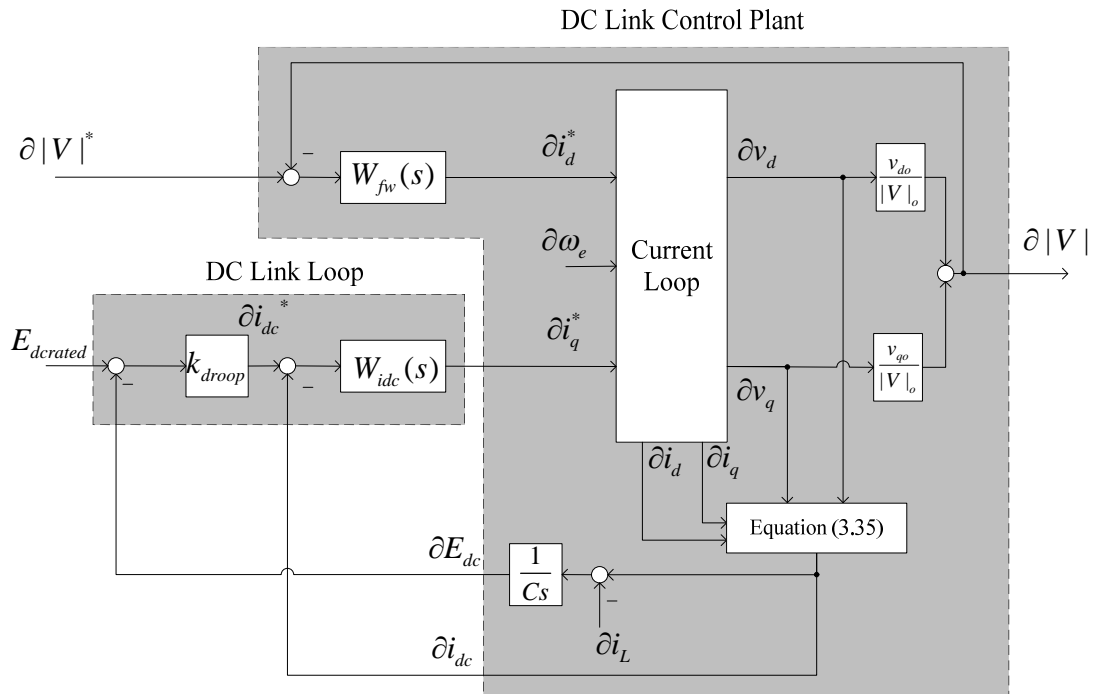 DC Link Control Plant
∂|V|*
−
W_fw(s)
∂i_d*
∂v_d
v_do
|V|_o
∂ω_e
Current
Loop
∂|V|
DC Link Loop
∂i_dc*
∂i_q*
E_dcrated
−
k_droop
−
W_idc(s)
∂v_q
v_qo
|V|_o
∂i_d
∂i_q
Equation (3.35)
∂E_dc
1
Cs
−
∂i_L
∂i_dc